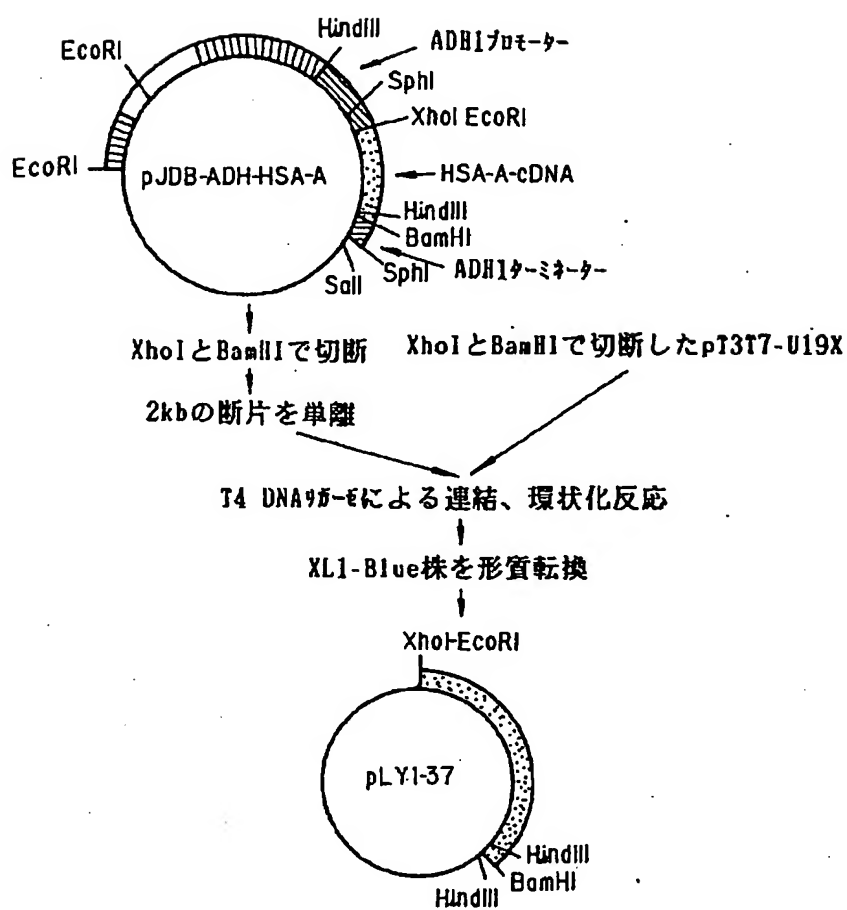 HindIII
ADH1プロモーター
EcoRI
SphI
XhoI EcoRI
EcoRI
pJDB-ADH-HSA-A
HSA-A-cDNA
HindIII
BamHI
SphI
ADH1ターミネーター
SalI
XhoIとBamHIで切断
XhoIとBamHIで切断したpT3T7-U19X
2kbの断片を単離
T4 DNAリガーゼによる連結、環状化反応
XL1-Blue株を形質転換
XhoI-EcoRI
pLY1-37
HindIII
BamHI
HindIII